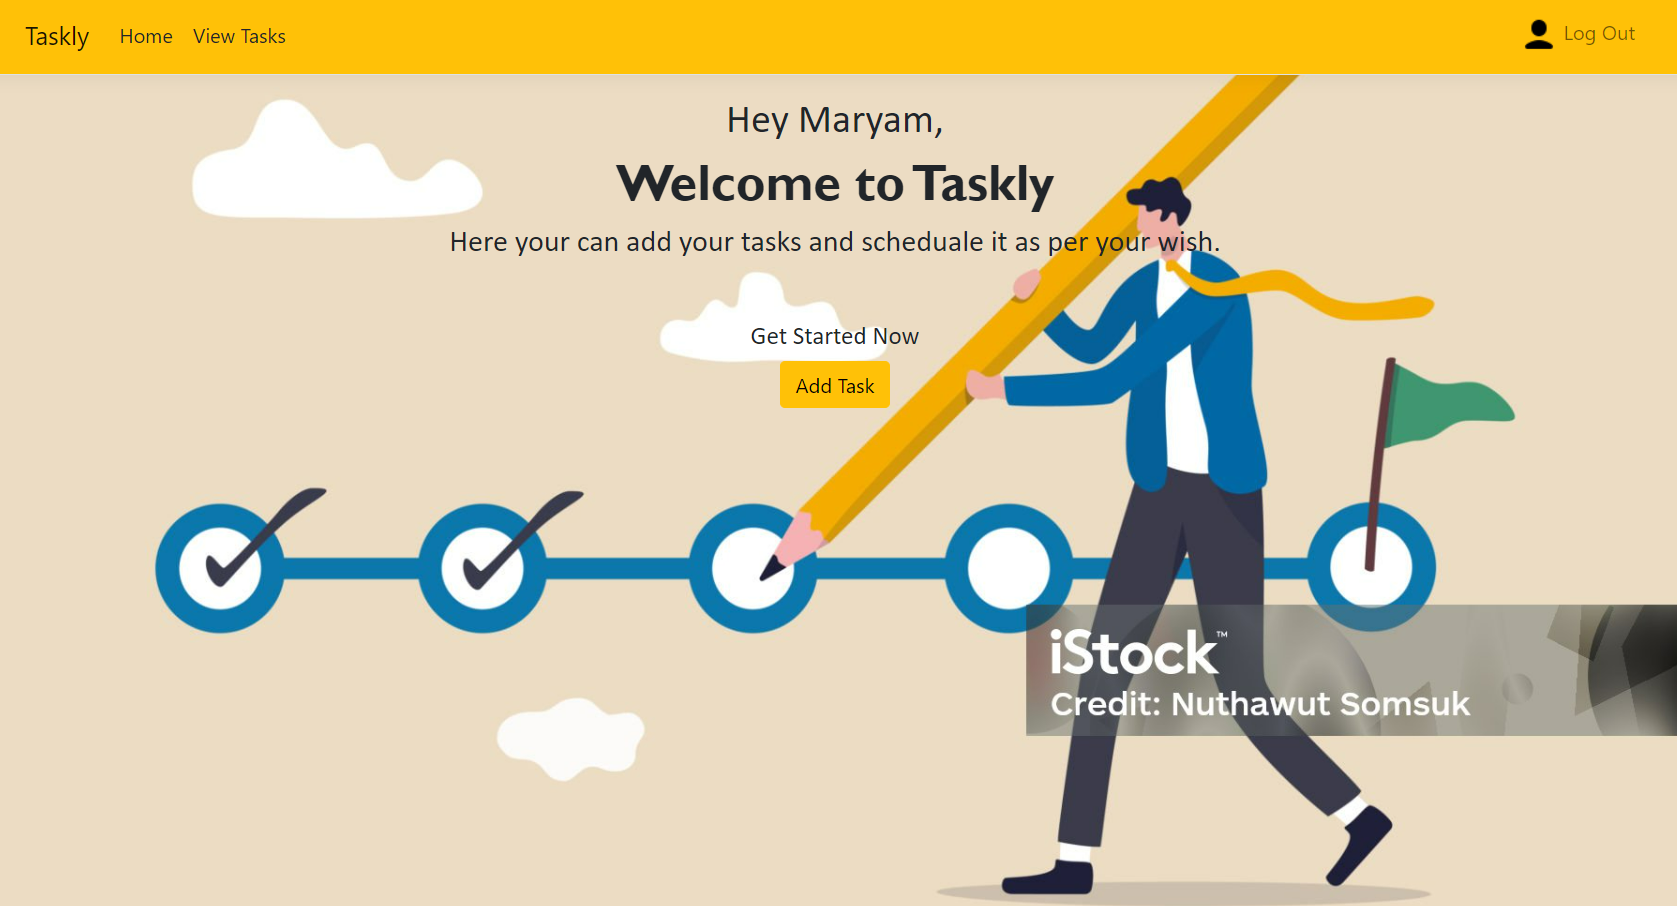 Taskly Home View Tasks Log Out
Hey Maryam,
Welcome to Taskly
Here your can add your tasks and scheduale it as per your wish.
Get Started Now
Add Task
iStock™
Credit: Nuthawut Somsuk